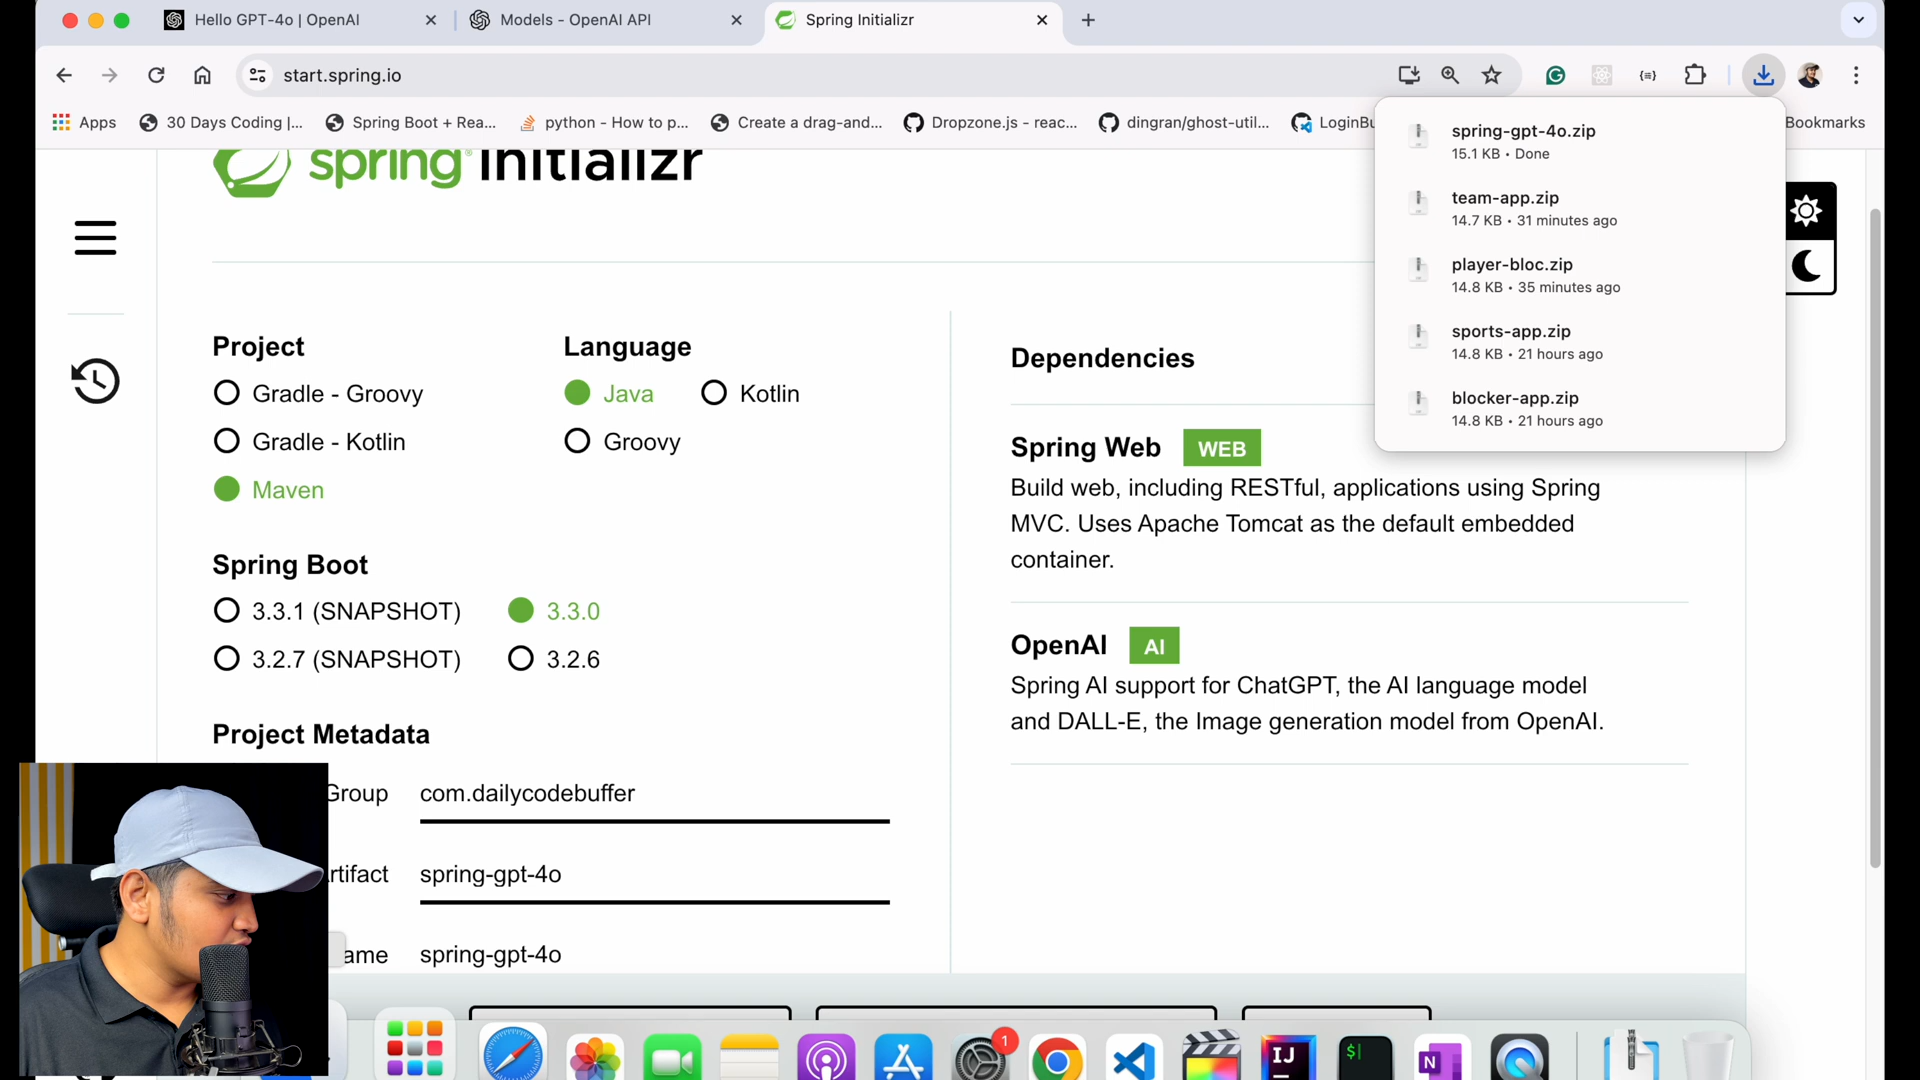 Hello GPT-4o | OpenAI
Models - OpenAI API
Spring Initializr
start.spring.io
Apps
30 Days Coding |...
Spring Boot + Rea...
python - How to p...
Create a drag-and...
Dropzone.js - reac...
dingran/ghost-util...
LoginBu
Bookmarks
spring initializr
spring-gpt-4o.zip
15.1 KB • Done
team-app.zip
14.7 KB • 31 minutes ago
player-bloc.zip
14.8 KB • 35 minutes ago
sports-app.zip
14.8 KB • 21 hours ago
blocker-app.zip
14.8 KB • 21 hours ago
Project
Gradle - Groovy
Gradle - Kotlin
Maven
Language
Java
Kotlin
Groovy
Spring Boot
3.3.1 (SNAPSHOT)
3.3.0
3.2.7 (SNAPSHOT)
3.2.6
Project Metadata
Group com.dailycodebuffer
rtifact spring-gpt-4o
ame spring-gpt-4o
Dependencies
Spring Web WEB
Build web, including RESTful, applications using Spring
MVC. Uses Apache Tomcat as the default embedded
container.
OpenAI AI
Spring AI support for ChatGPT, the AI language model
and DALL-E, the Image generation model from OpenAI.
1
IJ
$
N